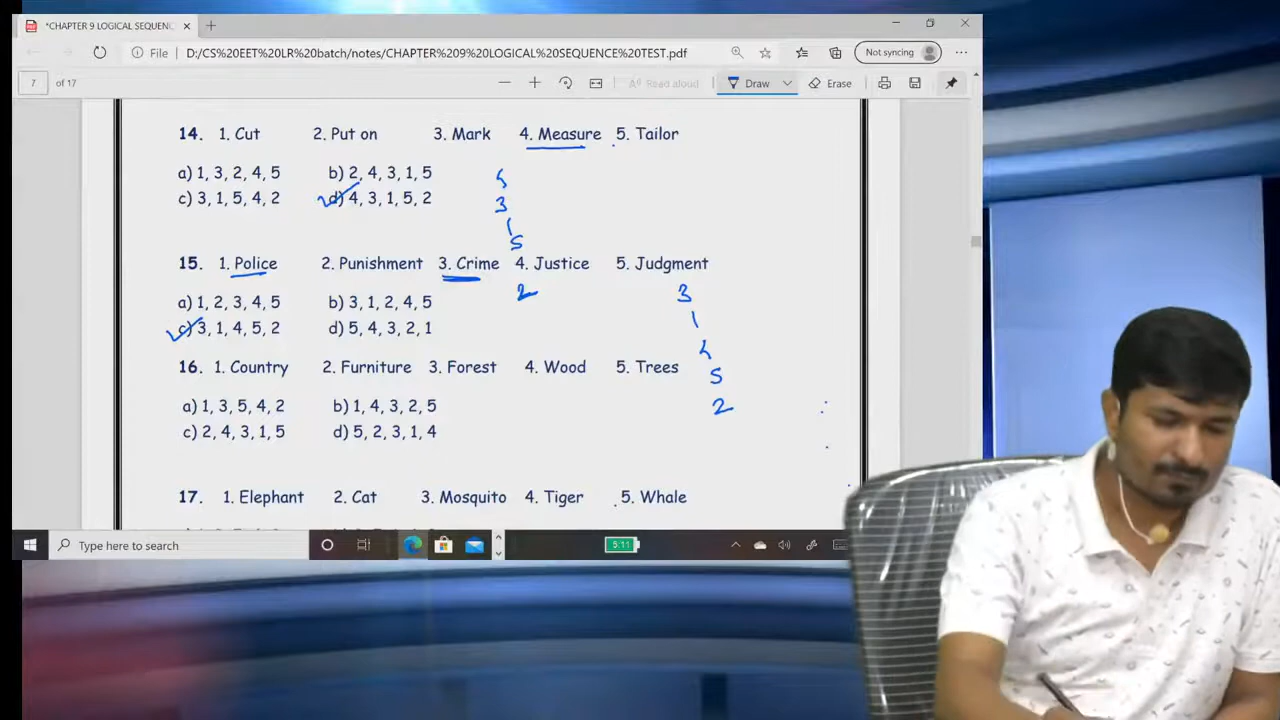 *CHAPTER 9 LOGICAL SEQUENC
File D:/CS%20EET%20LR%20batch/notes/CHAPTER%209%20LOGICAL%20SEQUENCE%20TEST.pdf Not syncing
7 of 17 Read aloud Draw Erase
14. 1. Cut 2. Put on 3. Mark 4. Measure 5. Tailor
a) 1, 3, 2, 4, 5 b) 2, 4, 3, 1, 5
c) 3, 1, 5, 4, 2 d) 4, 3, 1, 5, 2
4
3
1
5
15. 1. Police 2. Punishment 3. Crime 4. Justice 5. Judgment
2
a) 1, 2, 3, 4, 5 b) 3, 1, 2, 4, 5
c) 3, 1, 4, 5, 2 d) 5, 4, 3, 2, 1
3
1
4
5
2
16. 1. Country 2. Furniture 3. Forest 4. Wood 5. Trees
a) 1, 3, 5, 4, 2 b) 1, 4, 3, 2, 5
c) 2, 4, 3, 1, 5 d) 5, 2, 3, 1, 4
17. 1. Elephant 2. Cat 3. Mosquito 4. Tiger 5. Whale
Type here to search 5:11